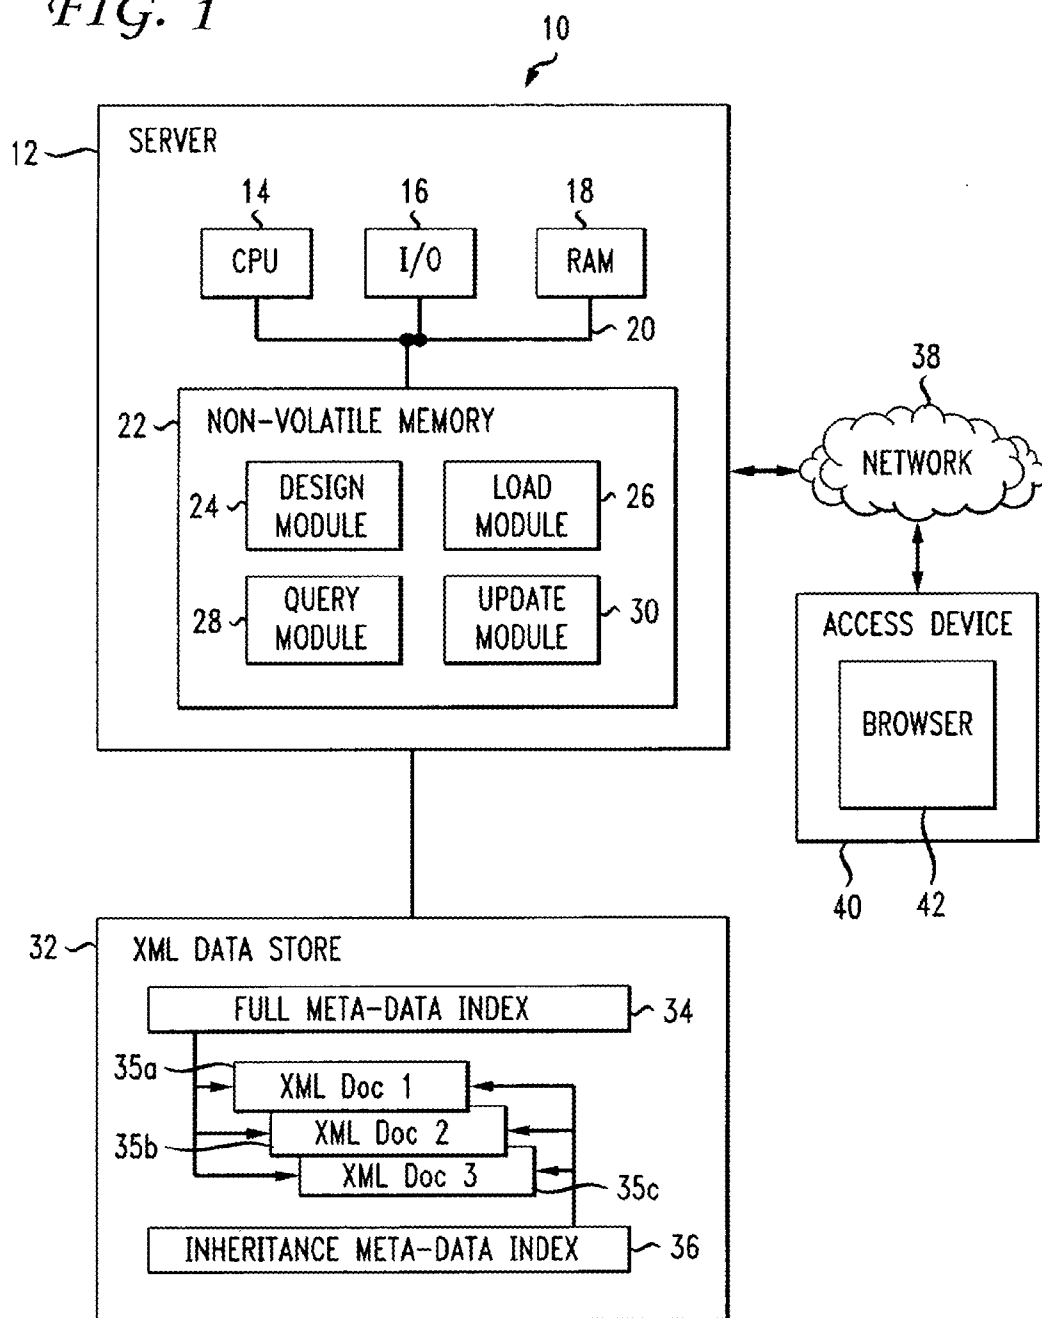 FIG. 1
10
12
SERVER
14 16 18
CPU I/O RAM
20
22
NON-VOLATILE MEMORY
24
DESIGN
MODULE
LOAD
MODULE
26
28
QUERY
MODULE
UPDATE
MODULE
30
38
NETWORK
ACCESS DEVICE
BROWSER
40 42
32
XML DATA STORE
FULL META-DATA INDEX
34
35a
XML Doc 1
35b
XML Doc 2
XML Doc 3
35c
INHERITANCE META-DATA INDEX
36